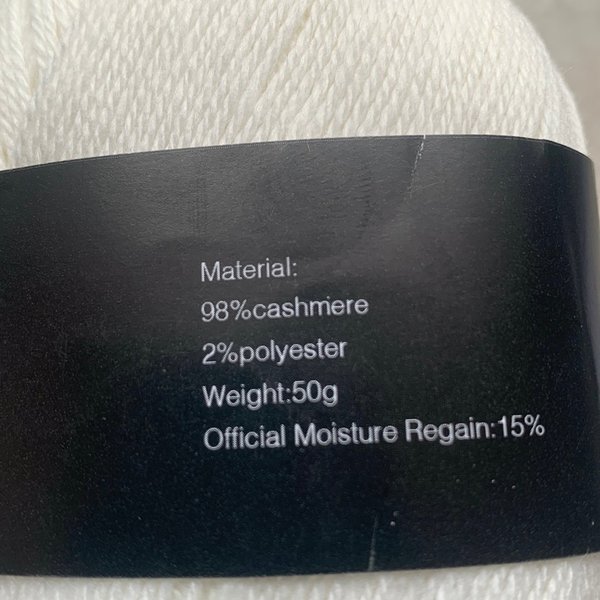 Material:
98%cashmere
2%polyester
Weight:50g
Official Moisture Regain:15%